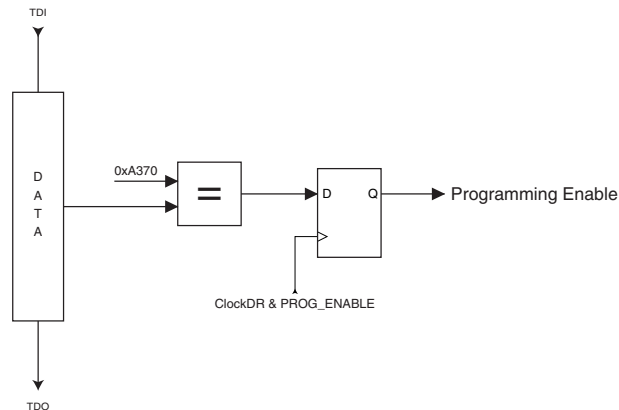 TDI
D
A
T
A
0xA370
=
D Q
Programming Enable
ClockDR & PROG_ENABLE
TDO